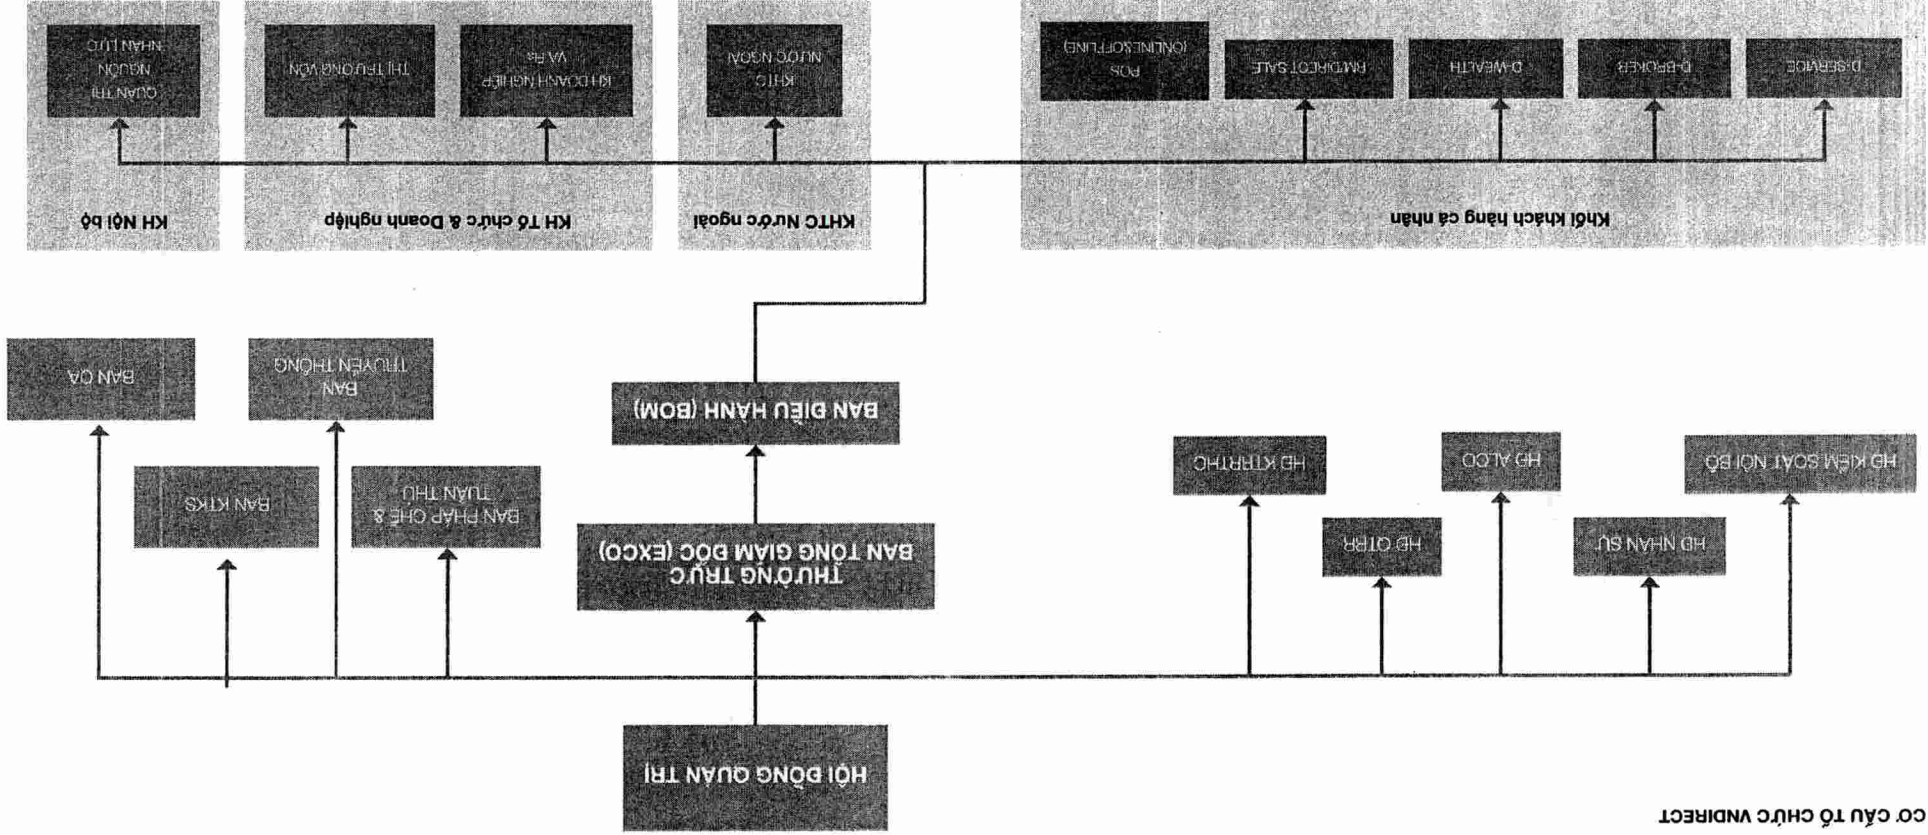 CƠ CẤU TỔ CHỨC VNDIRECT
HỘI ĐỒNG QUẢN TRỊ
HĐ KIỂM SOÁT NỘI BỘ
HĐ NHÂN SỰ
HĐ ALCO
HĐ QTRR
HĐ KTRRTHC
THƯỜNG TRỰC
BAN TỔNG GIÁM ĐỐC (EXCO)
BAN PHÁP CHẾ &
TUÂN THỦ
BAN KTKS
BAN ĐIỀU HÀNH (BOM)
BAN
TRUYỀN THÔNG
BAN QA
Khối khách hàng cá nhân
KHTC Nước ngoài
KH Tổ chức & Doanh nghiệp
KH Nội bộ
D-SERVICE
D-BROKER
D-WEALTH
RM/DIRECT SALE
POS
(ONLINE&OFFLINE)
KHTC
NƯỚC NGOÀI
KH DOANH NGHIỆP
THỊ TRƯỜNG VỐN
QUẢN TRỊ
NGUỒN
NHÂN LỰC